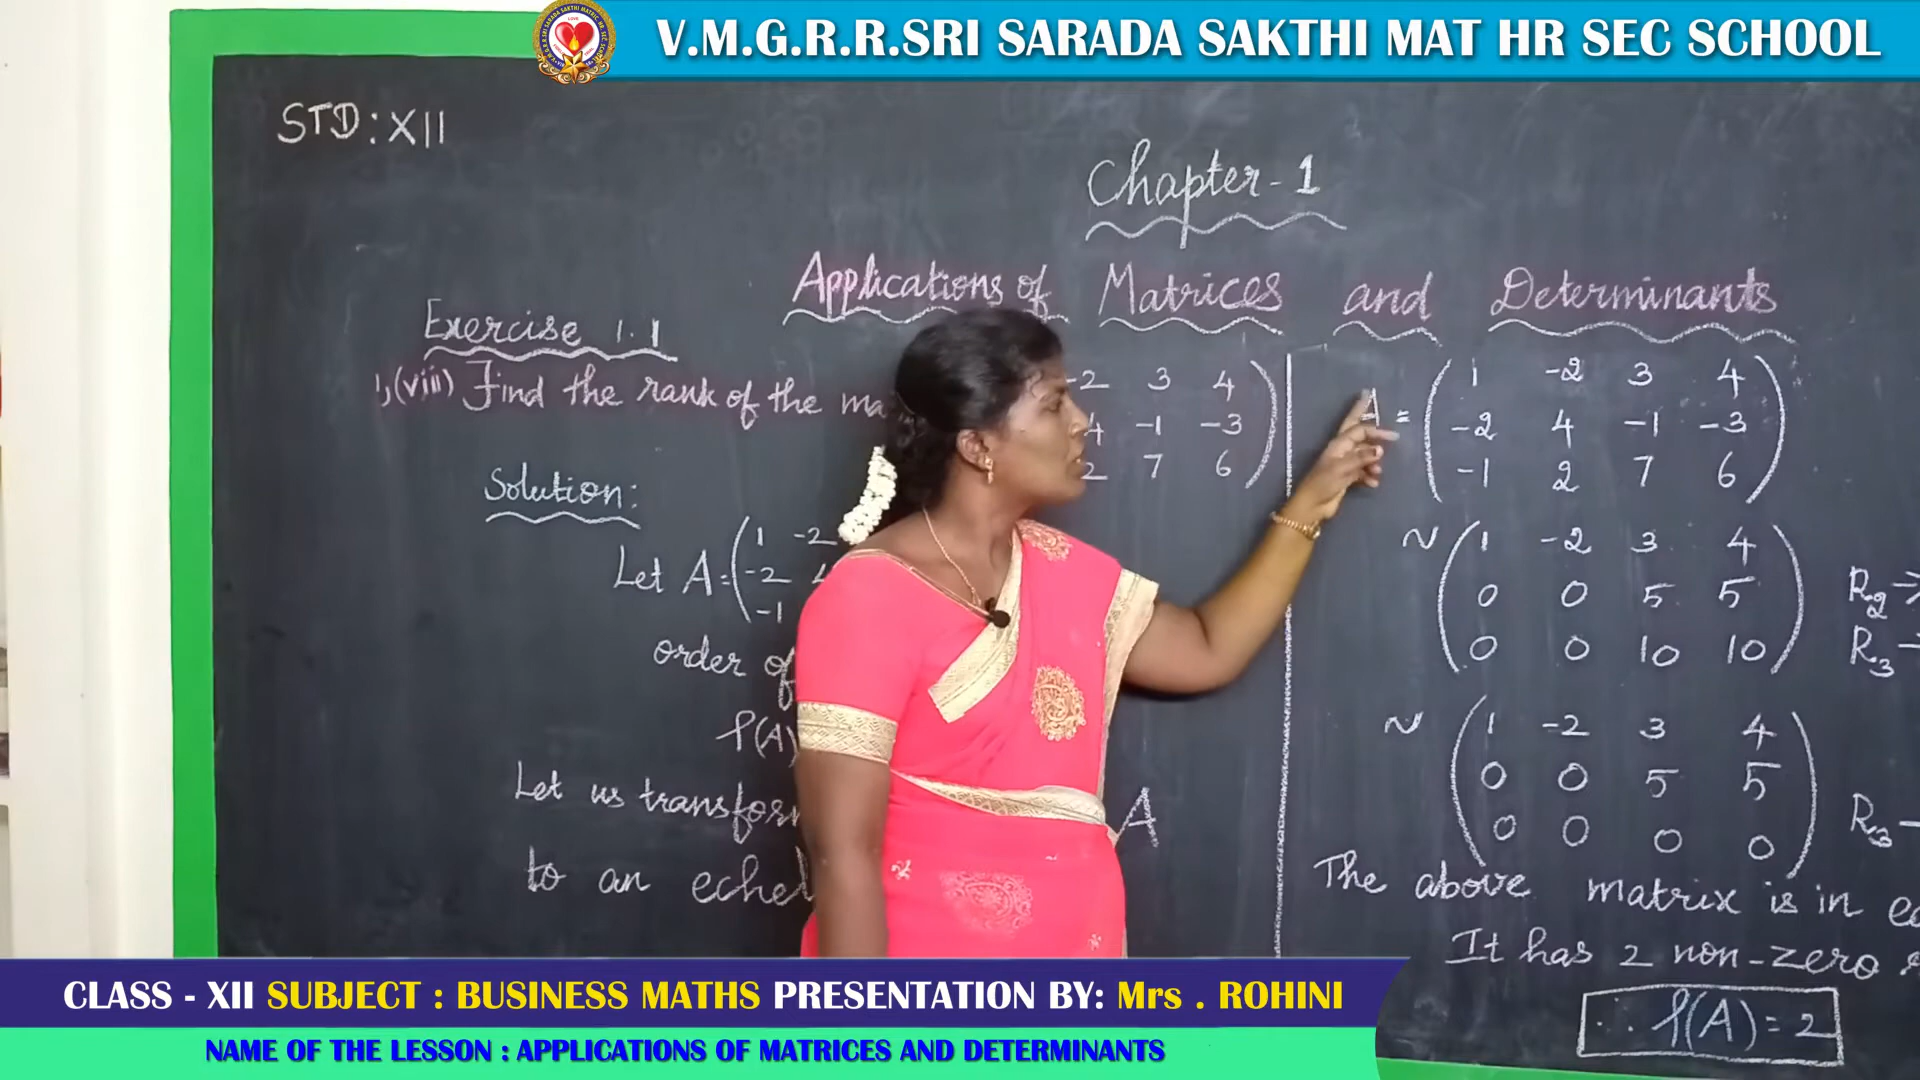 V.M.G.R.R.SRI SARADA SAKTHI MAT HR SEC SCHOOL
STD: XII
Chapter-1
Applications of Matrices and Determinants
Exercise 1.1
1,(viii) Find the rank of the
-2 3 4
4 -1 -3
2 7 6
Solution:
Let A = 1 -2
-2
-1
order of
ρ(A)
Let us transform A
to an
A = ( 1 -2 3 4
-2 4 -1 -3
-1 2 7 6 )
~ ( 1 -2 3 4
0 0 5 5 R₂ →
0 0 10 10 ) R₃ →
~ ( 1 -2 3 4
0 0 5 5
0 0 0 0 ) R₃ →
The above matrix is in
It has 2 non-zero
∴ ρ(A) = 2
CLASS - XII SUBJECT : BUSINESS MATHS PRESENTATION BY: Mrs . ROHINI
NAME OF THE LESSON : APPLICATIONS OF MATRICES AND DETERMINANTS